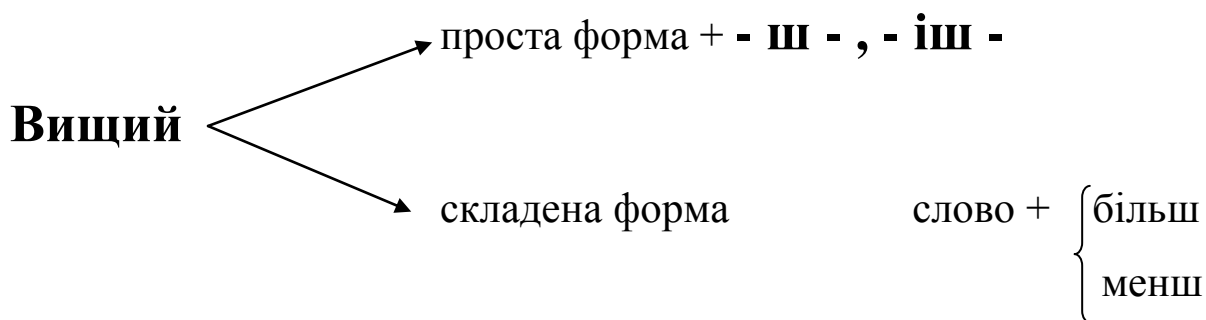 проста форма + - ш - , - іш -
Вищий
складена форма слово + більш
менш